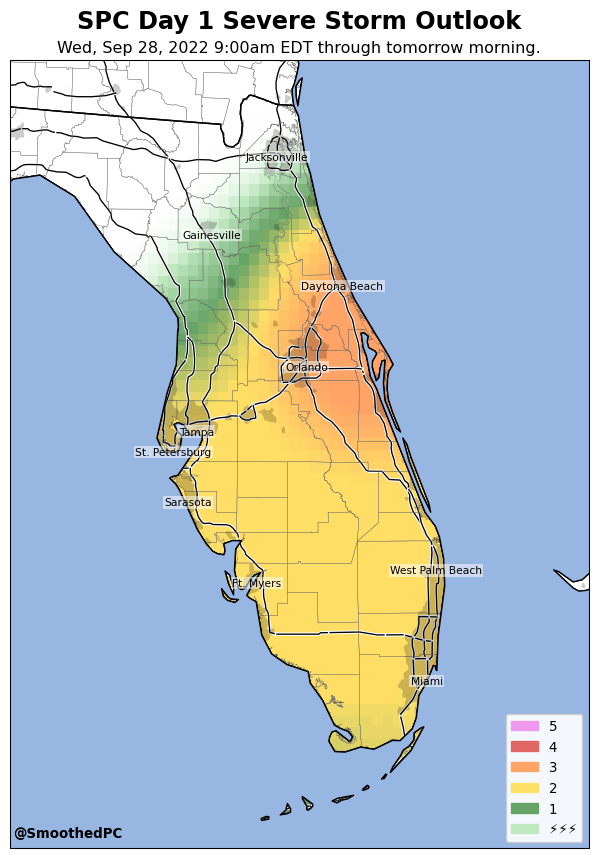 SPC Day 1 Severe Storm Outlook
Wed, Sep 28, 2022 9:00am EDT through tomorrow morning.
Jacksonville
Gainesville
Daytona Beach
Orlando
Tampa
St. Petersburg
Sarasota
West Palm Beach
Ft. Myers
Miami
5
4
3
2
1
⚡⚡⚡
@SmoothedPC